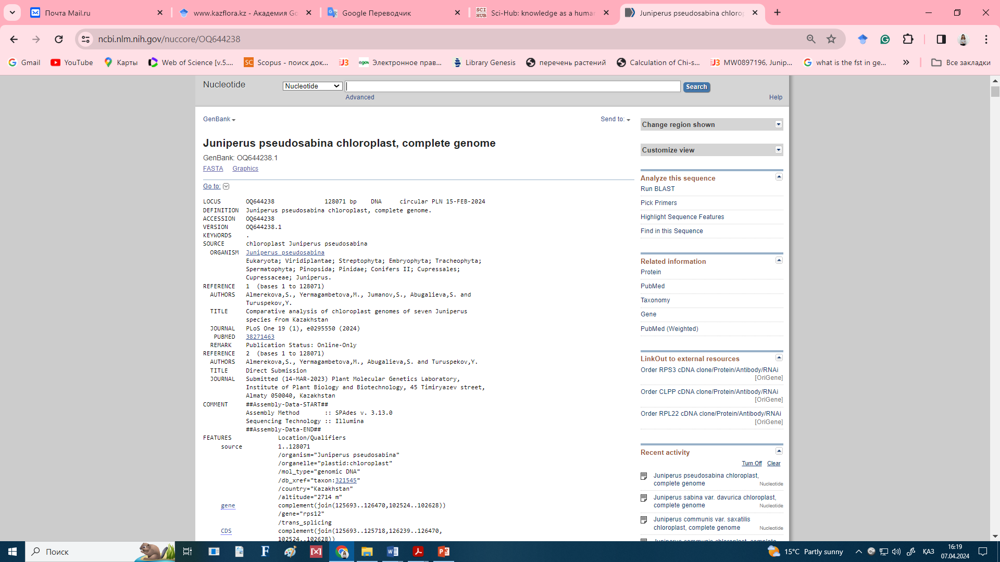 Почта Mail.ru
www.kazflora.kz - Академия Go
Google Переводчик
Sci-Hub: knowledge as a human
Juniperus pseudosabina chlorop
ncbi.nlm.nih.gov/nuccore/OQ644238
Gmail
YouTube
Карты
Web of Science [v.5....
Scopus - поиск док...
Электронное прав...
Library Genesis
перечень растений
Calculation of Chi-s...
MW0897196, Junip...
what is the fst in ge...
Все закладки
Nucleotide
Nucleotide
Search
Advanced
Help
GenBank
Send to:
Juniperus pseudosabina chloroplast, complete genome
GenBank: OQ644238.1
FASTA Graphics
Go to:
LOCUS OQ644238 128071 bp DNA circular PLN 15-FEB-2024
DEFINITION Juniperus pseudosabina chloroplast, complete genome.
ACCESSION OQ644238
VERSION OQ644238.1
KEYWORDS .
SOURCE chloroplast Juniperus pseudosabina
ORGANISM Juniperus pseudosabina
Eukaryota; Viridiplantae; Streptophyta; Embryophyta; Tracheophyta;
Spermatophyta; Pinopsida; Pinidae; Conifers II; Cupressales;
Cupressaceae; Juniperus.
REFERENCE 1 (bases 1 to 128071)
AUTHORS Almerekova,S., Yermagambetova,M., Jumanov,S., Abugalieva,S. and
Turuspekov,Y.
TITLE Comparative analysis of chloroplast genomes of seven Juniperus
species from Kazakhstan
JOURNAL PLoS One 19 (1), e0295550 (2024)
PUBMED 38271463
REMARK Publication Status: Online-Only
REFERENCE 2 (bases 1 to 128071)
AUTHORS Almerekova,S., Yermagambetova,M., Abugalieva,S. and Turuspekov,Y.
TITLE Direct Submission
JOURNAL Submitted (14-MAR-2023) Plant Molecular Genetics Laboratory,
Institute of Plant Biology and Biotechnology, 45 Timiryazev street,
Almaty 050040, Kazakhstan
COMMENT ##Assembly-Data-START##
Assembly Method :: SPAdes v. 3.13.0
Sequencing Technology :: Illumina
##Assembly-Data-END##
FEATURES Location/Qualifiers
source 1..128071
/organism="Juniperus pseudosabina"
/organelle="plastid:chloroplast"
/mol_type="genomic DNA"
/db_xref="taxon:321545"
/country="Kazakhstan"
/altitude="2714 m"
gene complement(join(125693..126470,102524..102628))
/gene="rps12"
/trans_splicing
CDS complement(join(125693..125718,126239..126470,
102524..102628))
Change region shown
Customize view
Analyze this sequence
Run BLAST
Pick Primers
Highlight Sequence Features
Find in this Sequence
Related information
Protein
PubMed
Taxonomy
Gene
PubMed (Weighted)
LinkOut to external resources
Order RPS3 cDNA clone/Protein/Antibody/RNAi
[OriGene]
Order CLPP cDNA clone/Protein/Antibody/RNAi
[OriGene]
Order RPL22 cDNA clone/Protein/Antibody/RNAi
[OriGene]
Recent activity
Turn Off Clear
Juniperus pseudosabina chloroplast,
complete genome Nucleotide
Juniperus sabina var. davurica chloroplast,
complete genome Nucleotide
Juniperus communis var. saxatilis
chloroplast, complete genome Nucleotide
Juniperus communis chloroplast, complete
Поиск
15°C Partly sunny
ҚАЗ
16:19
07.04.2024